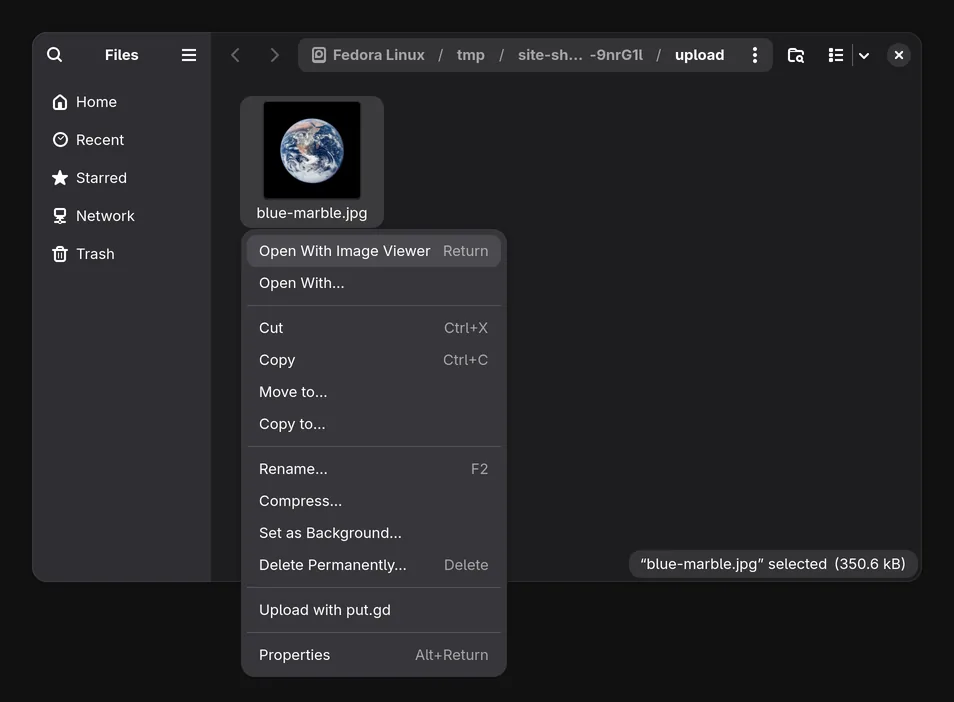 Files
Fedora Linux / tmp / site-sh... -9nrG1l / upload
Home
Recent
Starred
Network
Trash
blue-marble.jpg
Open With Image Viewer Return
Open With...
Cut Ctrl+X
Copy Ctrl+C
Move to...
Copy to...
Rename... F2
Compress...
Set as Background...
Delete Permanently... Delete
Upload with put.gd
Properties Alt+Return
“blue-marble.jpg” selected (350.6 kB)